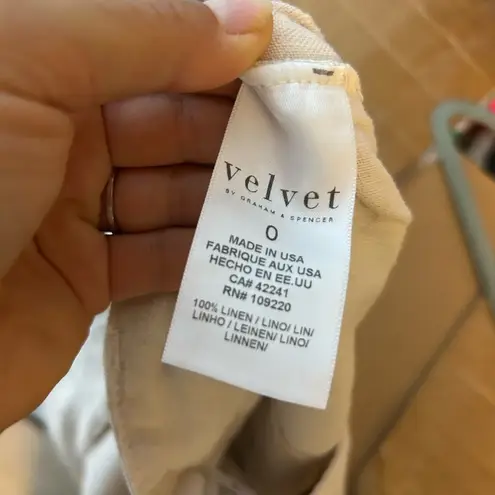 velvet
BY GRAHAM & SPENCER
0
MADE IN USA
FABRIQUE AUX USA
HECHO EN EE.UU
CA# 42241
RN# 109220
100% LINEN / LINO/ LIN/
LINHO / LEINEN/ LINO/
LINNEN/